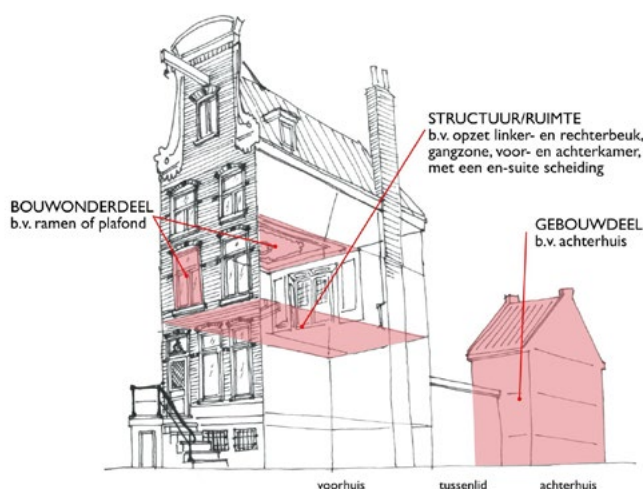 STRUCTUUR/RUIMTE
b.v. opzet linker- en rechterbeuk,
gangzone, voor- en achterkamer,
met een en-suite scheiding
BOUWONDERDEEL
b.v. ramen of plafond
GEBOUWDEEL
b.v. achterhuis
voorhuis
tussenlid
achterhuis